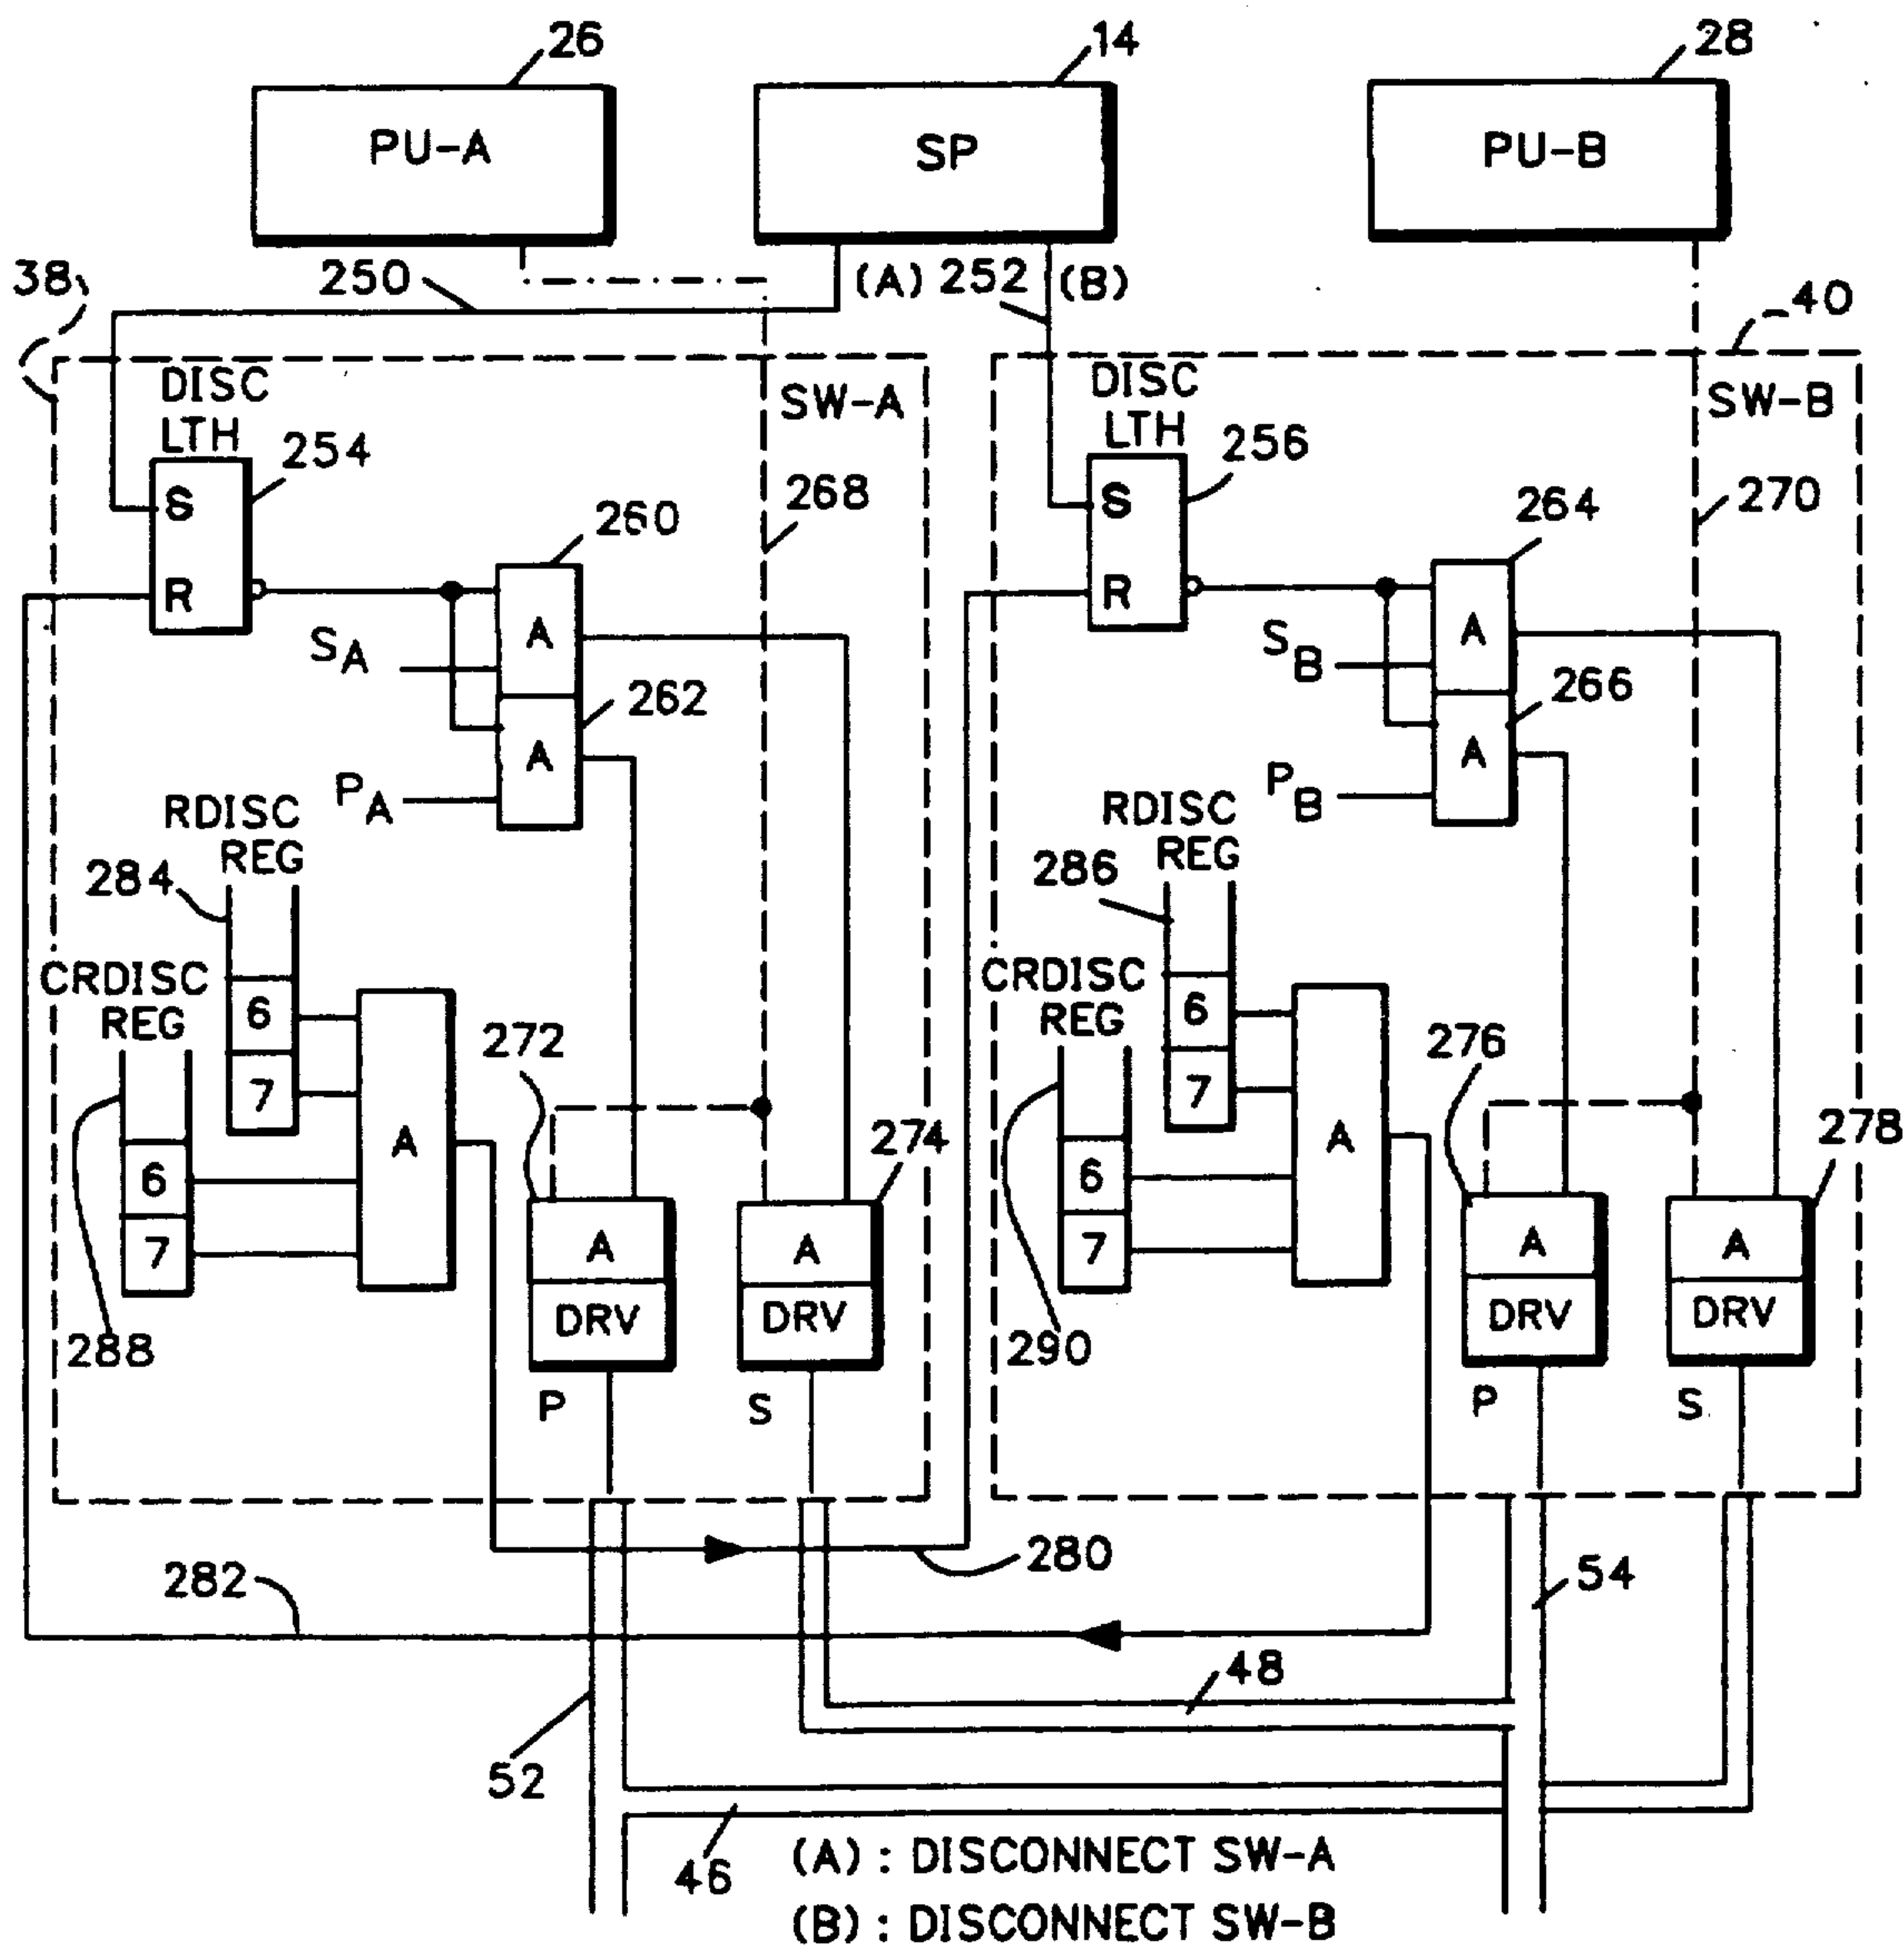 26
14
28
PU-A
SP
PU-B
38
250
(A)
252
(B)
40
DISC
LTH
SW-A
DISC
LTH
SW-B
254
256
S
R
S
R
268
270
260
264
A
A
SA
SB
262
266
A
A
PA
PB
RDISC
REG
RDISC
REG
284
286
CRDISC
REG
CRDISC
REG
6
7
6
7
272
276
274
278
A
A
6
7
6
7
A
DRV
A
DRV
A
DRV
A
DRV
288
290
P
S
P
S
280
282
54
48
52
46
(A) : DISCONNECT SW-A
(B) : DISCONNECT SW-B